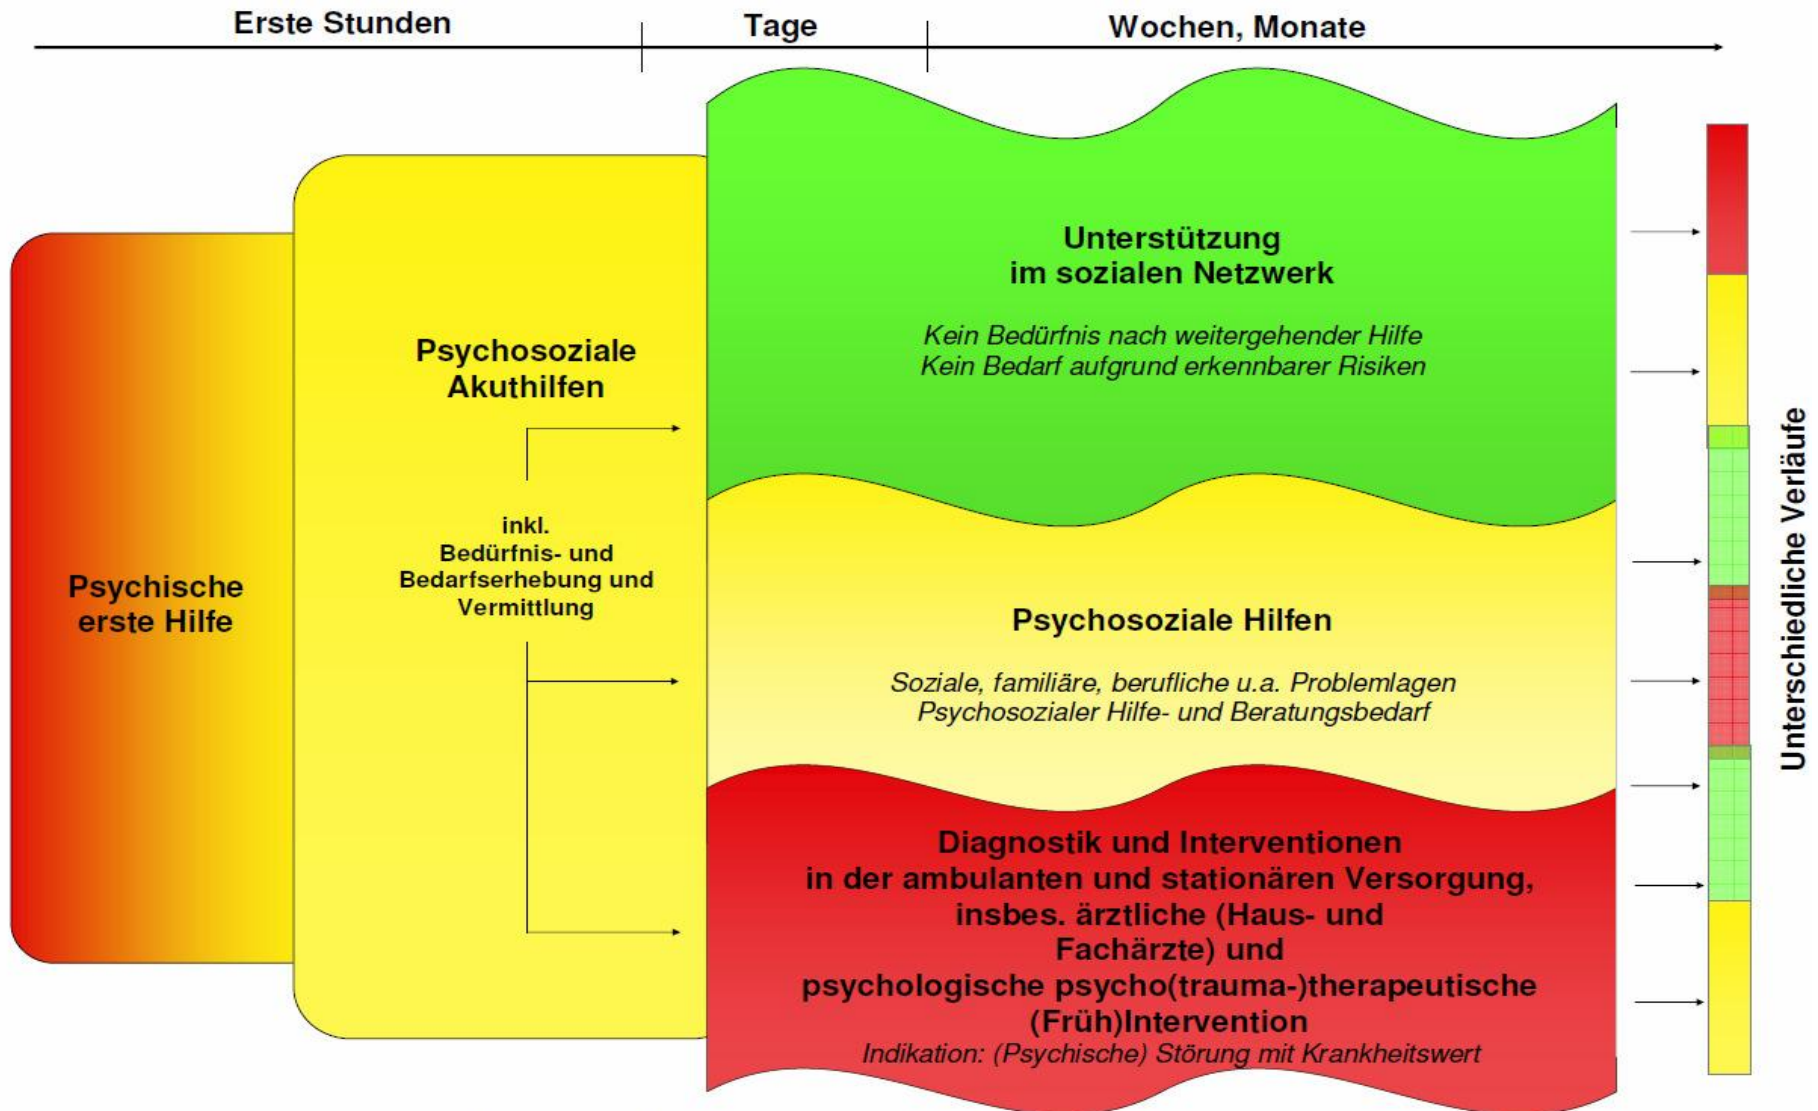 Erste Stunden
Tage
Wochen, Monate
Psychische
erste Hilfe
Psychosoziale
Akuthilfen
inkl.
Bedürfnis- und
Bedarfserhebung und
Vermittlung
Unterstützung
im sozialen Netzwerk
Kein Bedürfnis nach weitergehender Hilfe
Kein Bedarf aufgrund erkennbarer Risiken
Psychosoziale Hilfen
Soziale, familiäre, berufliche u.a. Problemlagen
Psychosozialer Hilfe- und Beratungsbedarf
Diagnostik und Interventionen
in der ambulanten und stationären Versorgung,
insbes. ärztliche (Haus- und
Fachärzte) und
psychologische psycho(trauma-)therapeutische
(Früh)Intervention
Indikation: (Psychische) Störung mit Krankheitswert
Unterschiedliche Verläufe